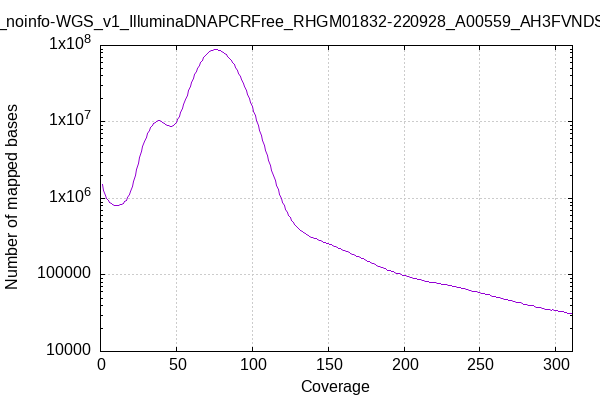 _noinfo-WGS_v1_IlluminaDNAPCRFree_RHGM01832-220928_A00559_AH3FVNDS
1x10^8
1x10^7
1x10^6
100000
10000
Number of mapped bases
0 50 100 150 200 250 300
Coverage